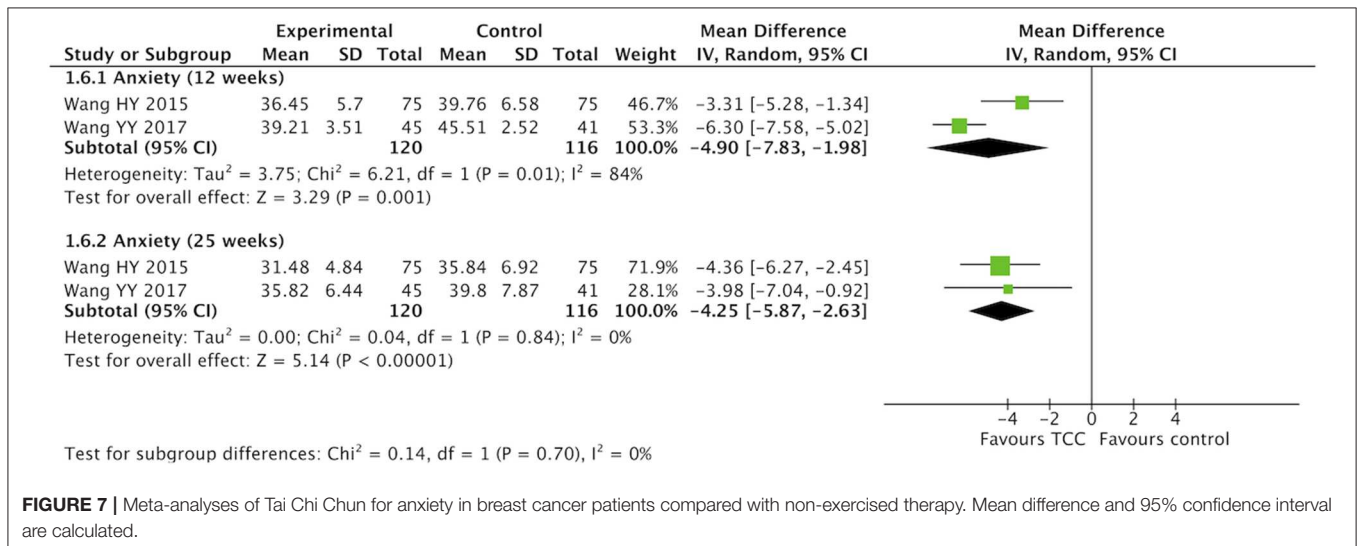 Experimental Control Mean Difference Mean Difference
Study or Subgroup Mean SD Total Mean SD Total Weight IV, Random, 95% CI IV, Random, 95% CI
1.6.1 Anxiety (12 weeks)
Wang HY 2015 36.45 5.7 75 39.76 6.58 75 46.7% −3.31 [−5.28, −1.34]
Wang YY 2017 39.21 3.51 45 45.51 2.52 41 53.3% −6.30 [−7.58, −5.02]
Subtotal (95% CI) 120 116 100.0% −4.90 [−7.83, −1.98]
Heterogeneity: Tau² = 3.75; Chi² = 6.21, df = 1 (P = 0.01); I² = 84%
Test for overall effect: Z = 3.29 (P = 0.001)
1.6.2 Anxiety (25 weeks)
Wang HY 2015 31.48 4.84 75 35.84 6.92 75 71.9% −4.36 [−6.27, −2.45]
Wang YY 2017 35.82 6.44 45 39.8 7.87 41 28.1% −3.98 [−7.04, −0.92]
Subtotal (95% CI) 120 116 100.0% −4.25 [−5.87, −2.63]
Heterogeneity: Tau² = 0.00; Chi² = 0.04, df = 1 (P = 0.84); I² = 0%
Test for overall effect: Z = 5.14 (P < 0.00001)
−4 −2 0 2 4
Favours TCC Favours control
Test for subgroup differences: Chi² = 0.14, df = 1 (P = 0.70), I² = 0%
FIGURE 7 | Meta-analyses of Tai Chi Chun for anxiety in breast cancer patients compared with non-exercised therapy. Mean difference and 95% confidence interval
are calculated.